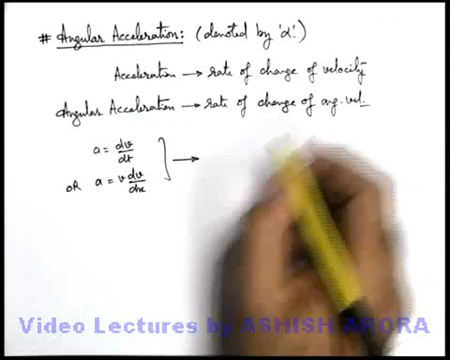 # Angular Acceleration: (denoted by 'α'.)
Acceleration → rate of change of velocity
Angular Acceleration → rate of change of ang. vel.
a = dv/dt
OR a = v dv/dx
Video Lectures by ASHISH ARORA